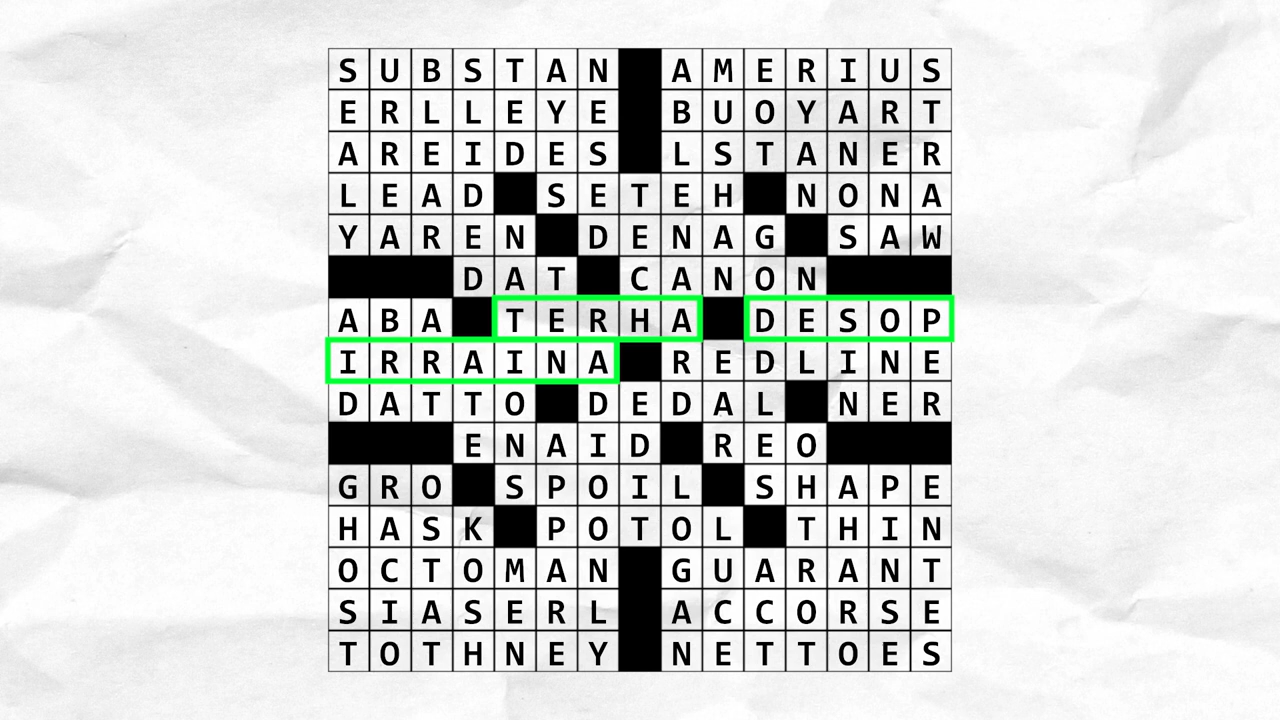 SUBSTAN AMERIUS
ERLLEYE BUOYART
AREIDES LSTANER
LEAD SETEH NONA
YAREN DENAG SAW
DAT CANON
ABA TERHA DESOP
IRRAINA REDLINE
DATTO DEDAL NER
ENAID REO
GRO SPOIL SHAPE
HASK POTOL THIN
OCTOMAN GUARANT
SIASERL ACCORSE
TOTHNEY NETTOES